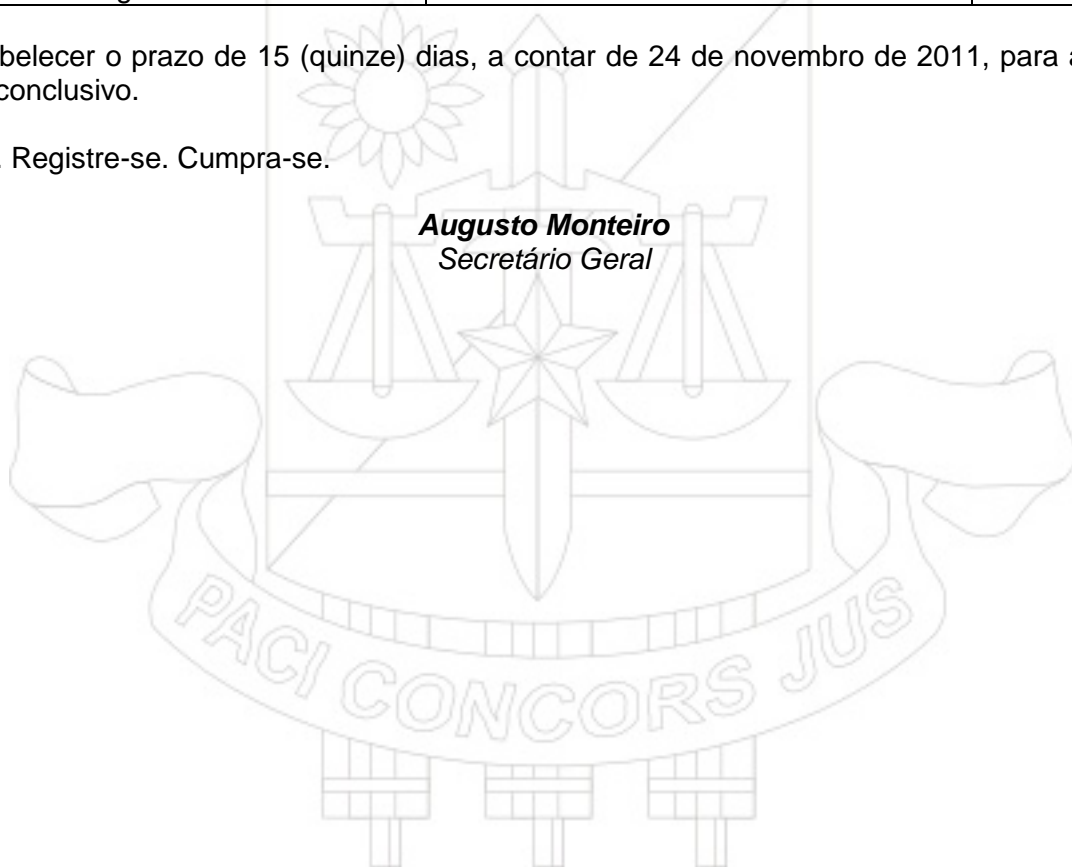 belecer o prazo de 15 (quinze) dias, a contar de 24 de novembro de 2011, para a
conclusivo.
. Registre-se. Cumpra-se.
Augusto Monteiro
Secretário Geral
PACI CONCORS JUS